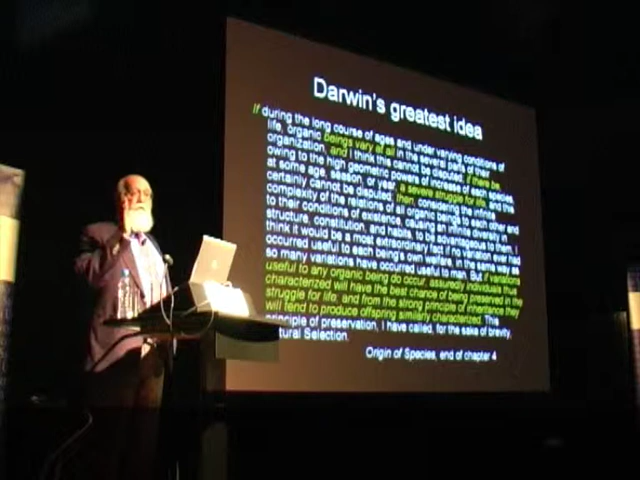 Darwin's greatest idea
If during the long course of ages and under varying conditions of
life, organic beings vary at all in the several parts of their
organization, and I think this cannot be disputed; if there be,
owing to the high geometric powers of increase of each species,
at some age, season, or year, a severe struggle for life, and this
certainly cannot be disputed; then, considering the infinite
complexity of the relations of all organic beings to each other and
to their conditions of existence, causing an infinite diversity in
structure, constitution, and habits, to be advantageous to them, I
think it would be a most extraordinary fact if no variation ever had
occurred useful to each being's own welfare, in the same way as
so many variations have occurred useful to man. But if variations
useful to any organic being do occur, assuredly individuals thus
characterized will have the best chance of being preserved in the
struggle for life; and from the strong principle of inheritance they
will tend to produce offspring similarly characterized. This
principle of preservation, I have called, for the sake of brevity,
tural Selection.
Origin of Species, end of chapter 4